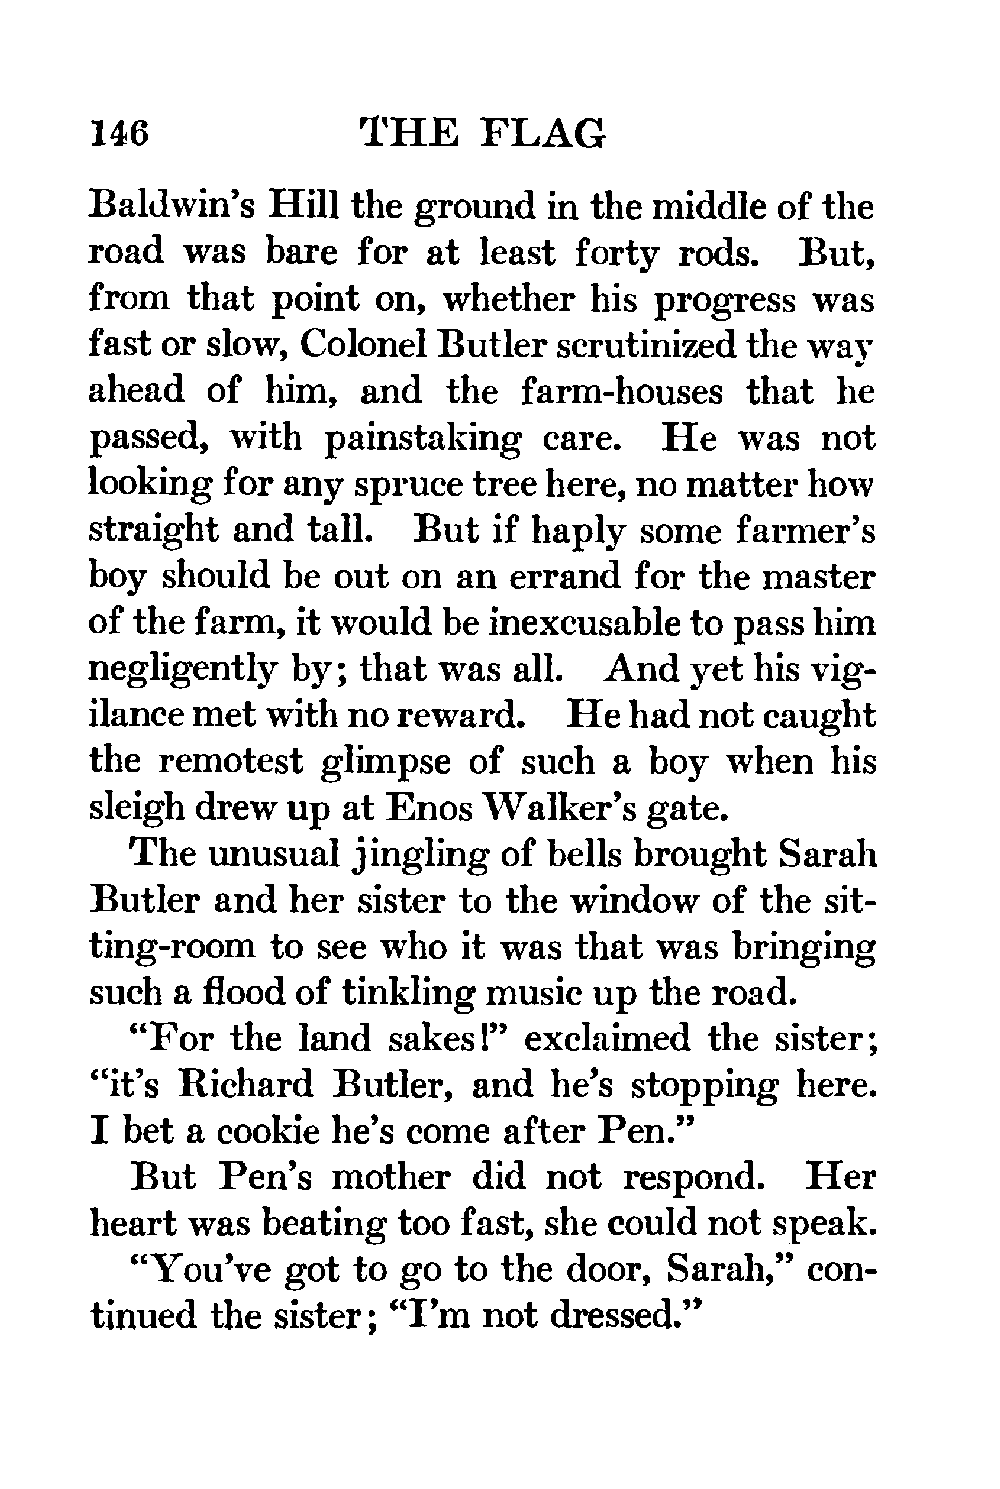 146 THE FLAG
Baldwin's Hill the ground in the middle of the
road was bare for at least forty rods. But,
from that point on, whether his progress was
fast or slow, Colonel Butler scrutinized the way
ahead of him, and the farm-houses that he
passed, with painstaking care. He was not
looking for any spruce tree here, no matter how
straight and tall. But if haply some farmer's
boy should be out on an errand for the master
of the farm, it would be inexcusable to pass him
negligently by; that was all. And yet his vig-
ilance met with no reward. He had not caught
the remotest glimpse of such a boy when his
sleigh drew up at Enos Walker's gate.
The unusual jingling of bells brought Sarah
Butler and her sister to the window of the sit-
ting-room to see who it was that was bringing
such a flood of tinkling music up the road.
“For the land sakes!” exclaimed the sister;
“it's Richard Butler, and he's stopping here.
I bet a cookie he's come after Pen.”
But Pen's mother did not respond. Her
heart was beating too fast, she could not speak.
“You've got to go to the door, Sarah,” con-
tinued the sister; “I'm not dressed.”